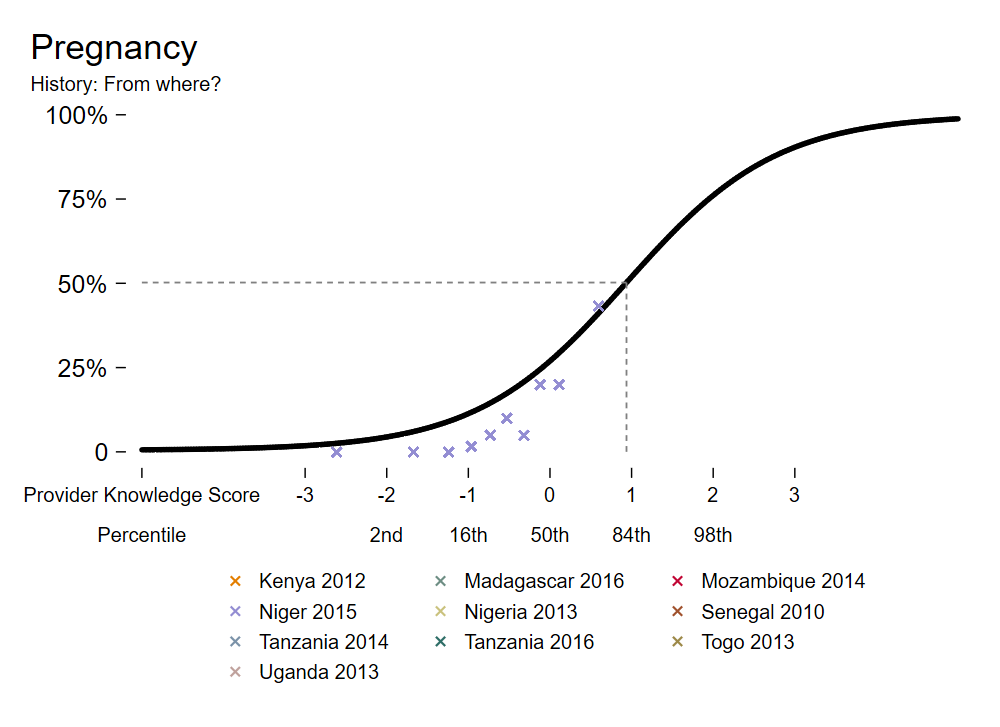 Pregnancy
History: From where?
100%
75%
50%
25%
0
Provider Knowledge Score -3 -2 -1 0 1 2 3
Percentile 2nd 16th 50th 84th 98th
Kenya 2012 Madagascar 2016 Mozambique 2014
Niger 2015 Nigeria 2013 Senegal 2010
Tanzania 2014 Tanzania 2016 Togo 2013
Uganda 2013